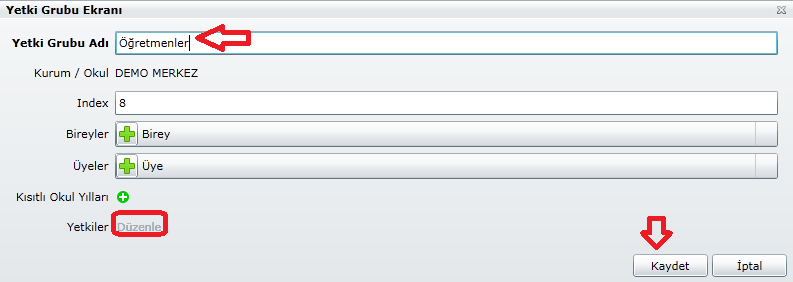 Yetki Grubu Ekranı
Yetki Grubu Adı Öğretmenler
Kurum / Okul DEMO MERKEZ
Index 8
Bireyler Birey
Üyeler Üye
Kısıtlı Okul Yılları
Yetkiler Düzenle
Kaydet İptal